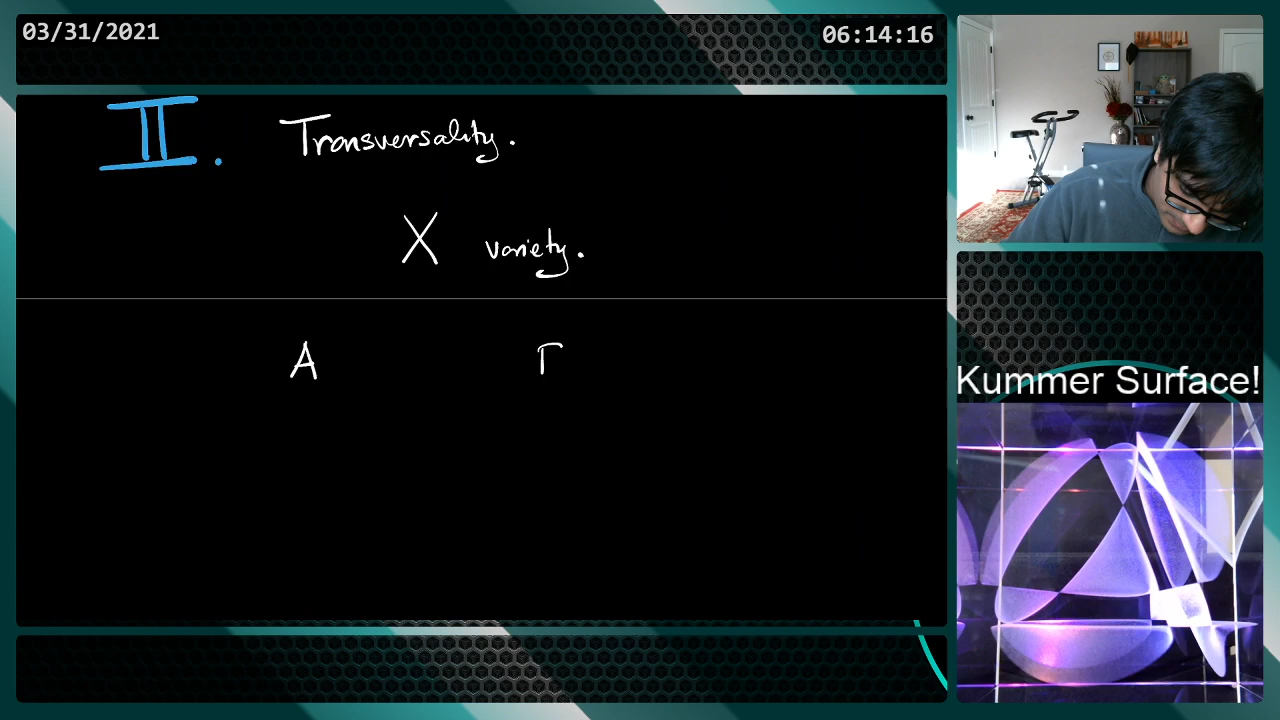 03/31/2021
06:14:16
II. Transversality.
X variety.
A Γ
Kummer Surface!